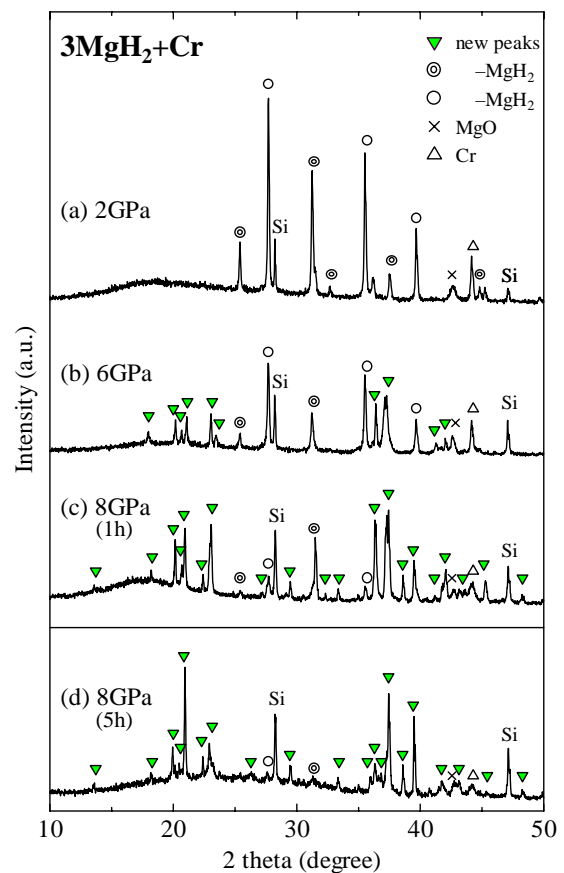 3MgH₂+Cr
new peaks
–MgH₂
–MgH₂
MgO
Cr
(a) 2GPa
Si
Si
(b) 6GPa
Si
Si
(c) 8GPa
(1h)
Si
Si
(d) 8GPa
(5h)
Si
Si
Intensity (a.u.)
10 20 30 40 50
2 theta (degree)